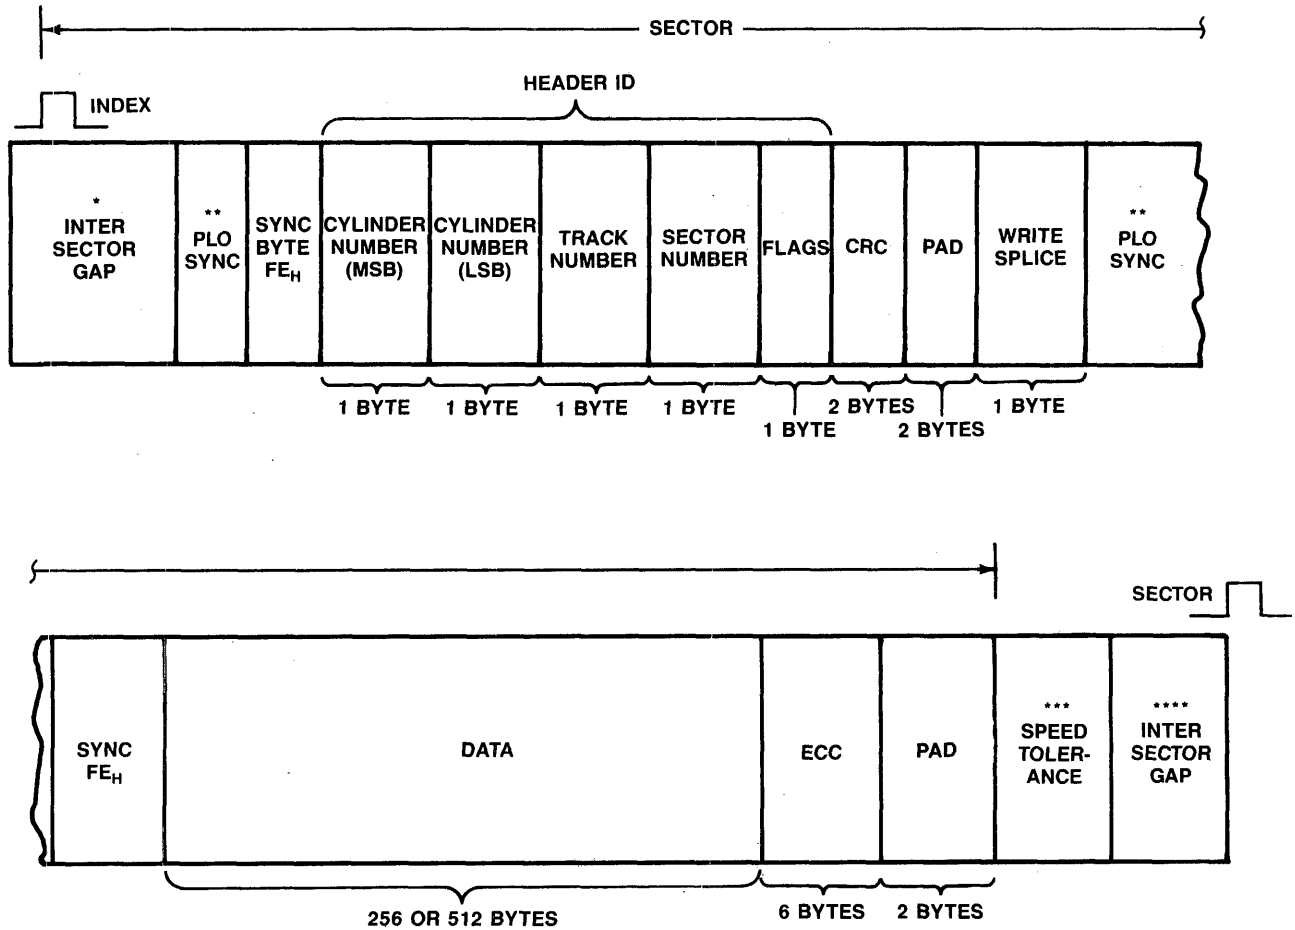 SECTOR
HEADER ID
INDEX
*
INTER
SECTOR
GAP
**
PLO
SYNC
SYNC
BYTE
FEH
CYLINDER
NUMBER
(MSB)
CYLINDER
NUMBER
(LSB)
TRACK
NUMBER
SECTOR
NUMBER
FLAGS
CRC
PAD
WRITE
SPLICE
**
PLO
SYNC
1 BYTE
1 BYTE
1 BYTE
1 BYTE
1 BYTE
2 BYTES
2 BYTES
1 BYTE
SECTOR
SYNC
FEH
DATA
ECC
PAD
***
SPEED
TOLER-
ANCE
****
INTER
SECTOR
GAP
256 OR 512 BYTES
6 BYTES
2 BYTES